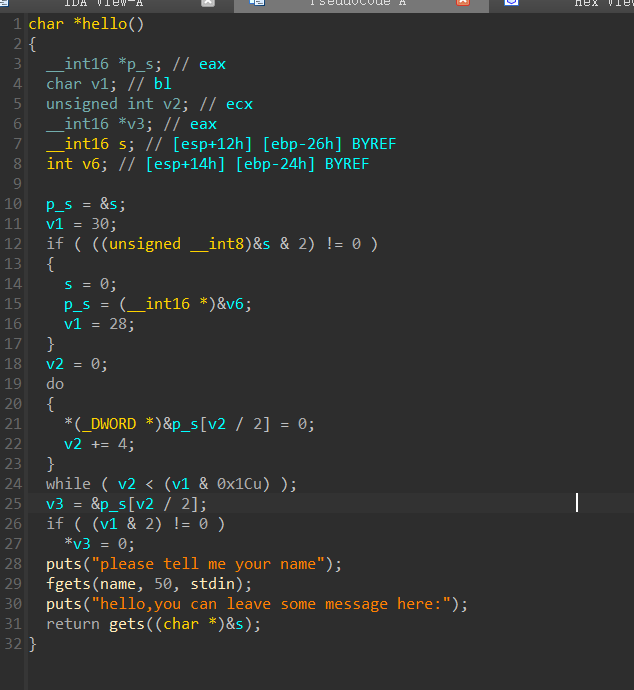 IDA View-A Pseudocode A Hex View
1 char *hello()
2 {
3 __int16 *p_s; // eax
4 char v1; // bl
5 unsigned int v2; // ecx
6 __int16 *v3; // eax
7 __int16 s; // [esp+12h] [ebp-26h] BYREF
8 int v6; // [esp+14h] [ebp-24h] BYREF
9
10 p_s = &s;
11 v1 = 30;
12 if ( ((unsigned __int8)&s & 2) != 0 )
13 {
14 s = 0;
15 p_s = (__int16 *)&v6;
16 v1 = 28;
17 }
18 v2 = 0;
19 do
20 {
21 *(_DWORD *)&p_s[v2 / 2] = 0;
22 v2 += 4;
23 }
24 while ( v2 < (v1 & 0x1Cu) );
25 v3 = &p_s[v2 / 2];
26 if ( (v1 & 2) != 0 )
27 *v3 = 0;
28 puts("please tell me your name");
29 fgets(name, 50, stdin);
30 puts("hello,you can leave some message here:");
31 return gets((char *)&s);
32 }